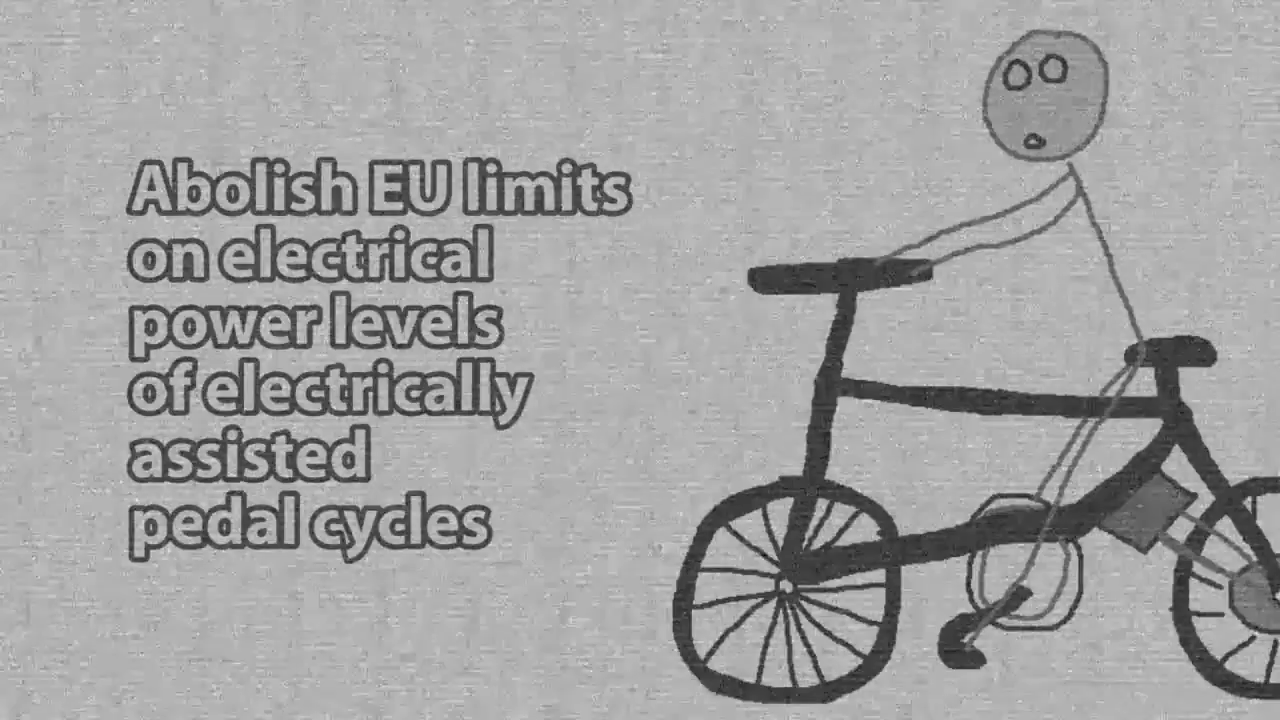 Abolish EU limits
on electrical
power levels
of electrically
assisted
pedal cycles